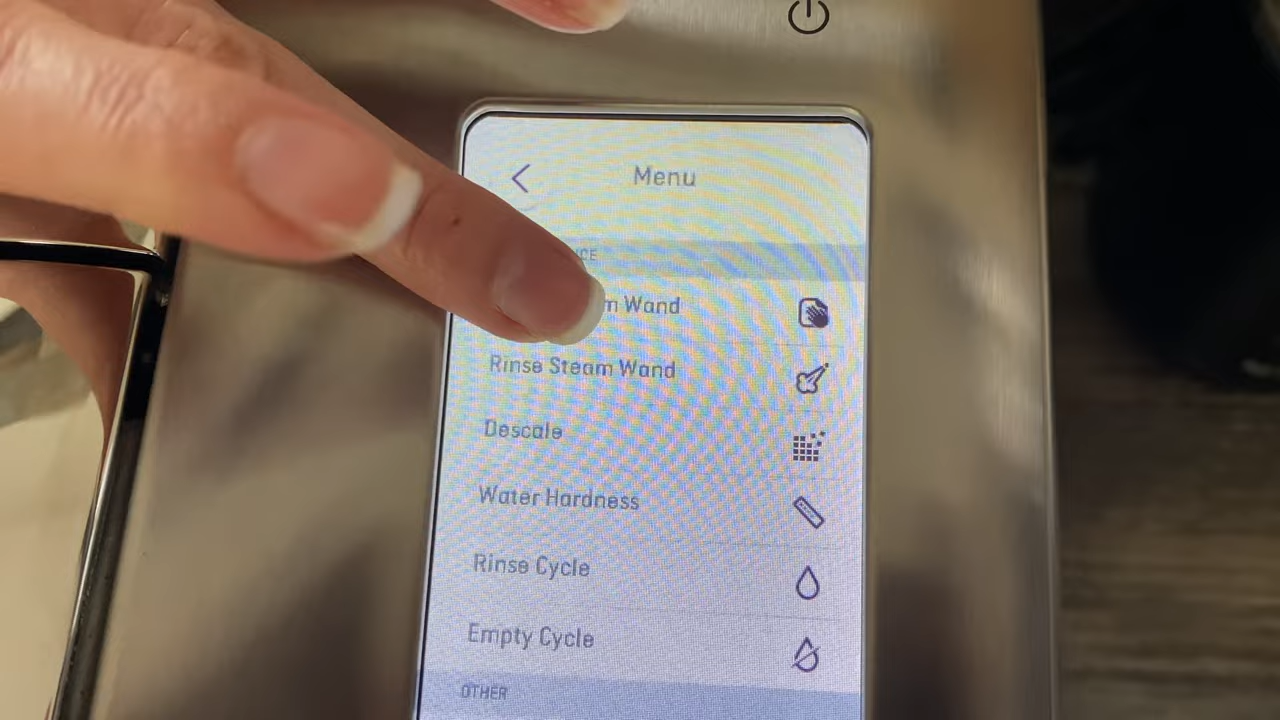 Menu
Wand
Rinse Steam Wand
Descale
Water Hardness
Rinse Cycle
Empty Cycle
OTHER